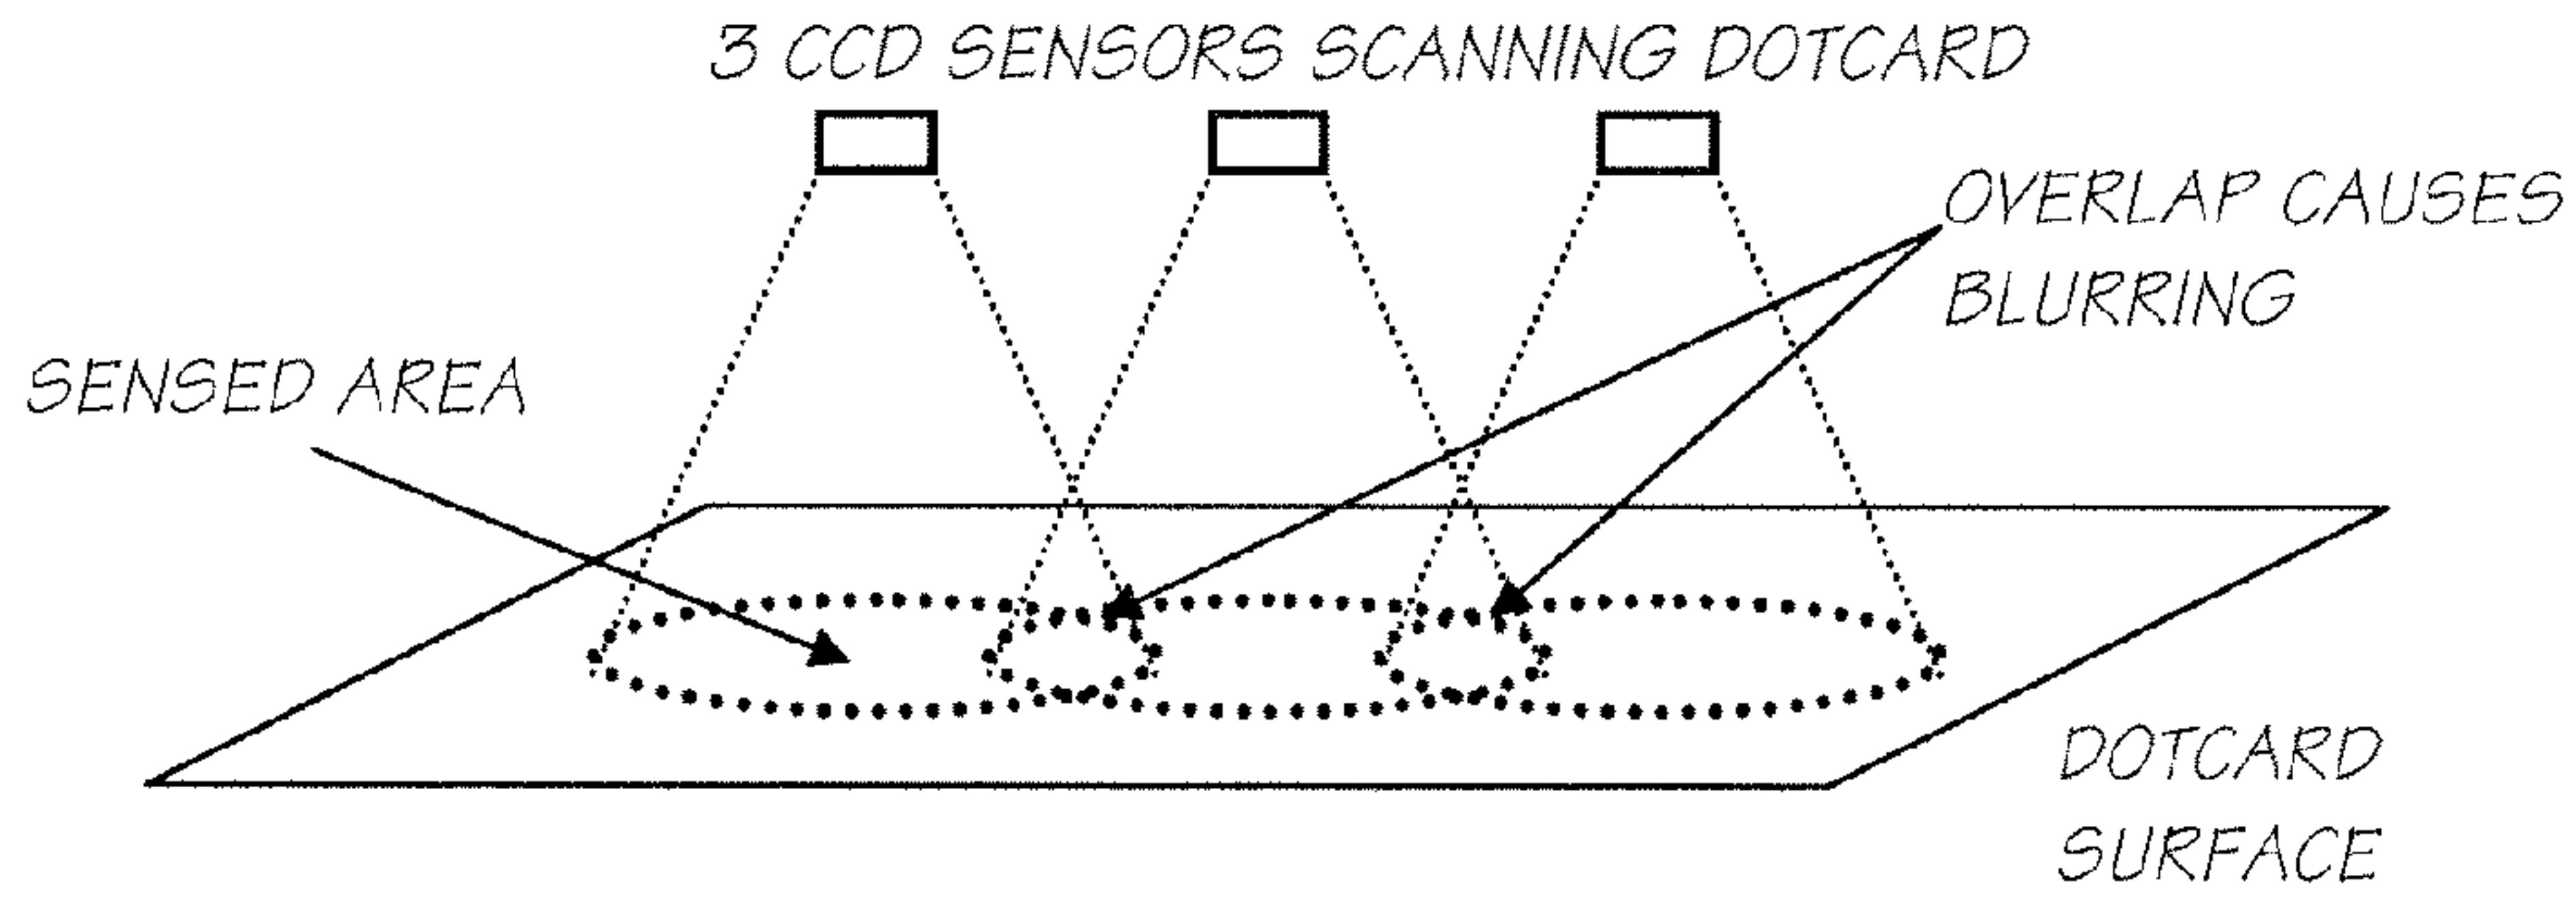 3 CCD SENSORS SCANNING DOTCARD
OVERLAP CAUSES
BLURRING
SENSED AREA
DOTCARD
SURFACE